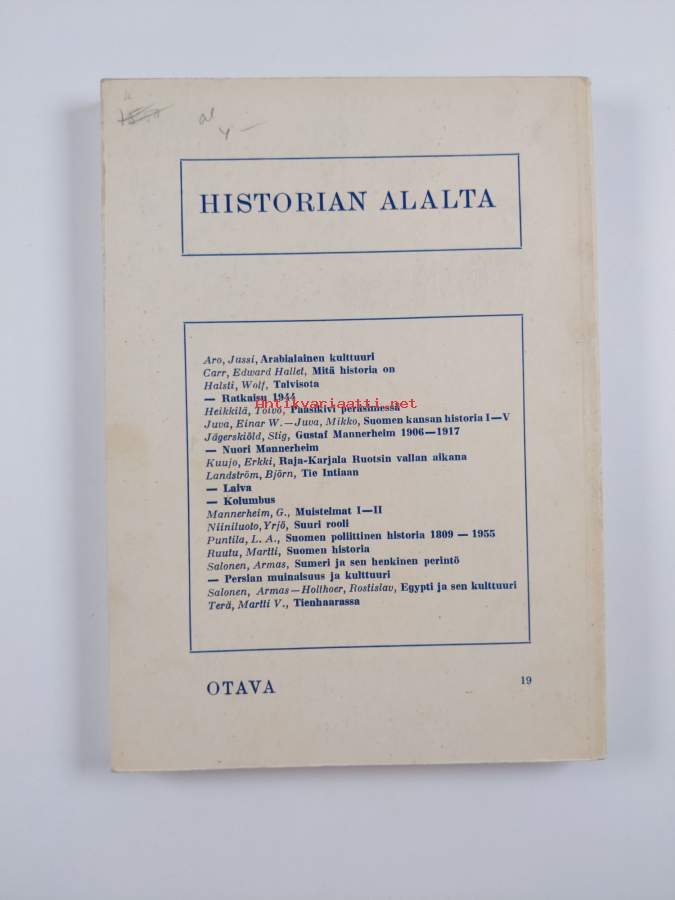 HISTORIAN ALALTA
Aro, Jussi, Arabialainen kulttuuri
Carr, Edward Hallet, Mitä historia on
Halsti, Wolf, Talvisota
— Ratkaisu 1944
Antikvariaatti.net
Heikkilä, Toivo, Paasikivi peräsimessä
Juva, Einar W. — Juva, Mikko, Suomen kansan historia I—V
Jägerskiöld, Stig, Gustaf Mannerheim 1906—1917
— Nuori Mannerheim
Kuujo, Erkki, Raja-Karjala Ruotsin vallan aikana
Landström, Björn, Tie Intiaan
— Laiva
— Kolumbus
Mannerheim, G., Muistelmat I—II
Niiniluoto, Yrjö, Suuri rooli
Puntila, L. A., Suomen poliittinen historia 1809 — 1955
Ruutu, Martti, Suomen historia
Salonen, Armas, Sumeri ja sen henkinen perintö
— Persian muinaisuus ja kulttuuri
Salonen, Armas — Holthoer, Rostislav, Egypti ja sen kulttuuri
Terä, Martti V., Tienhaarassa
OTAVA
19